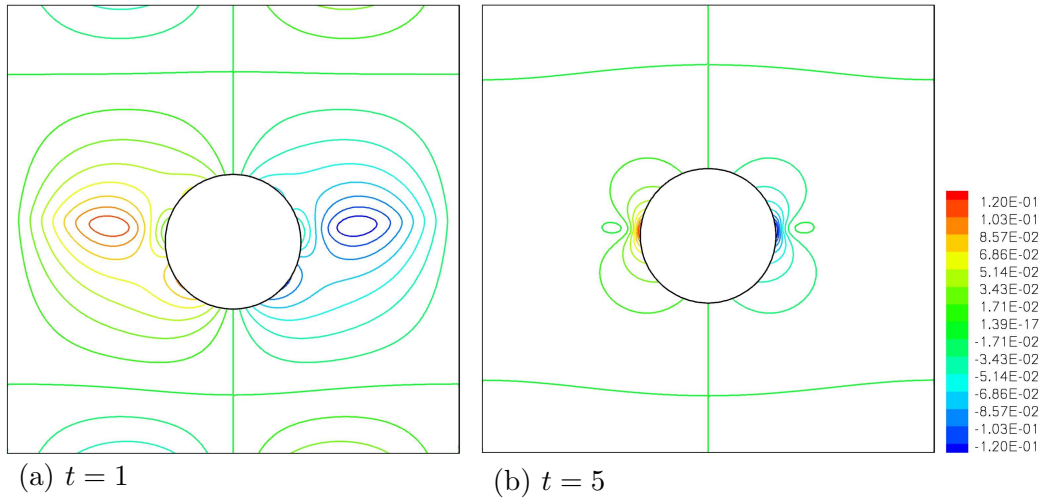 1.20E-01
1.03E-01
8.57E-02
6.86E-02
5.14E-02
3.43E-02
1.71E-02
1.39E-17
-1.71E-02
-3.43E-02
-5.14E-02
-6.86E-02
-8.57E-02
-1.03E-01
-1.20E-01
(a) t = 1
(b) t = 5